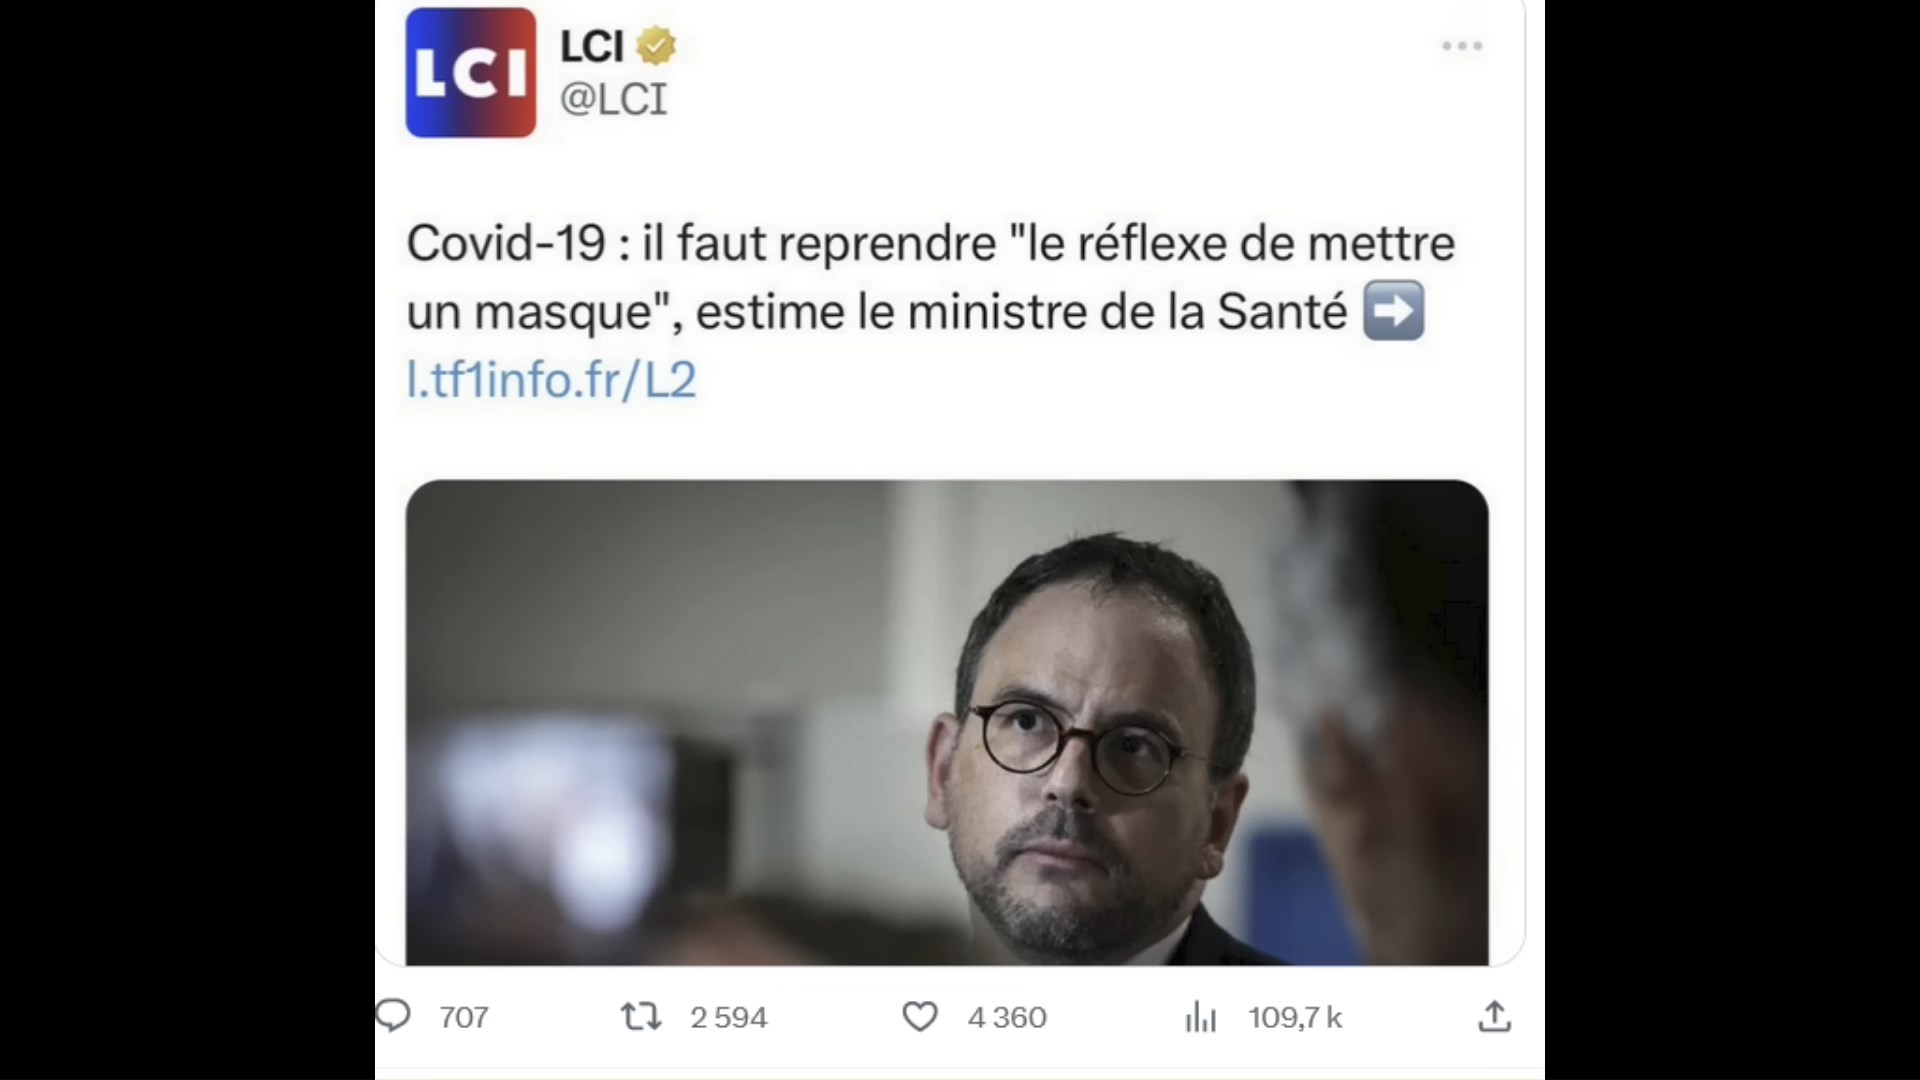 LCI
LCI
@LCI
Covid-19 : il faut reprendre "le réflexe de mettre
un masque", estime le ministre de la Santé ➡️
l.tf1info.fr/L2
707 2 594 4 360 109,7 k